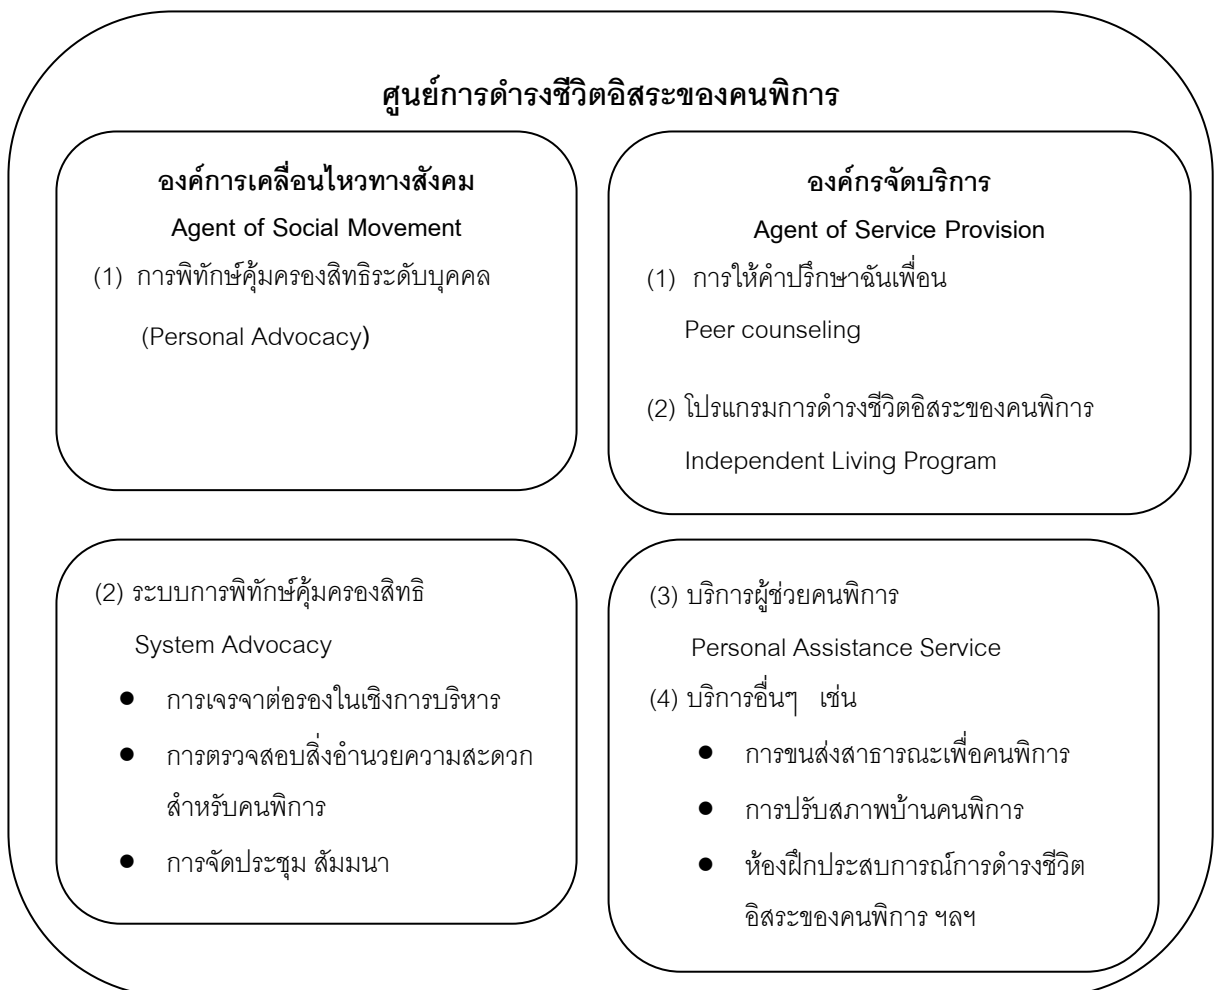 ศูนย์การดำรงชีวิตอิสระของคนพิการ
องค์การเคลื่อนไหวทางสังคม
Agent of Social Movement
(1) การพิทักษ์คุ้มครองสิทธิระดับบุคคล
(Personal Advocacy)
องค์กรจัดบริการ
Agent of Service Provision
(1) การให้คำปรึกษาฉันเพื่อน
Peer counseling
(2) โปรแกรมการดำรงชีวิตอิสระของคนพิการ
Independent Living Program
(2) ระบบการพิทักษ์คุ้มครองสิทธิ
System Advocacy
● การเจรจาต่อรองในเชิงการบริหาร
● การตรวจสอบสิ่งอำนวยความสะดวก
สำหรับคนพิการ
● การจัดประชุม สัมมนา
(3) บริการผู้ช่วยคนพิการ
Personal Assistance Service
(4) บริการอื่นๆ เช่น
● การขนส่งสาธารณะเพื่อคนพิการ
● การปรับสภาพบ้านคนพิการ
● ห้องฝึกประสบการณ์การดำรงชีวิต
อิสระของคนพิการ ฯลฯ